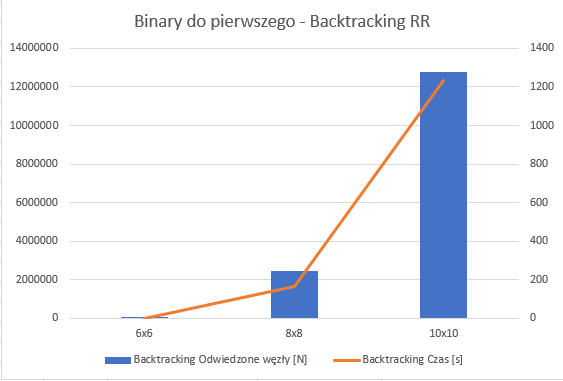 Binary do pierwszego - Backtracking RR
14000000
12000000
10000000
8000000
6000000
4000000
2000000
0
1400
1200
1000
800
600
400
200
0
6x6
8x8
10x10
Backtracking Odwiedzone węzły [N]
Backtracking Czas [s]